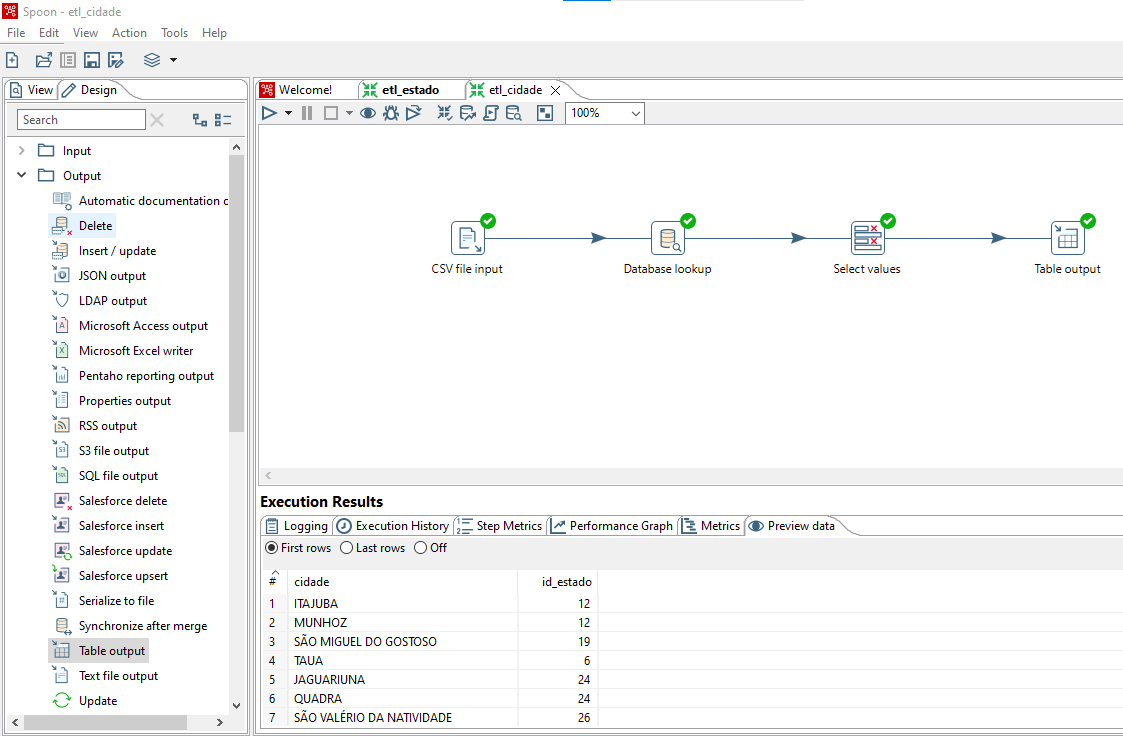 Spoon - etl_cidade
File Edit View Action Tools Help
View Design
Search
Input
Output
Automatic documentation o
Delete
Insert / update
JSON output
LDAP output
Microsoft Access output
Microsoft Excel writer
Pentaho reporting output
Properties output
RSS output
S3 file output
SQL file output
Salesforce delete
Salesforce insert
Salesforce update
Salesforce upsert
Serialize to file
Synchronize after merge
Table output
Text file output
Update
Welcome! etl_estado etl_cidade
100%
CSV file input Database lookup Select values Table output
Execution Results
Logging Execution History Step Metrics Performance Graph Metrics Preview data
First rows Last rows Off
# cidade id_estado
1 ITAJUBA 12
2 MUNHOZ 12
3 SÃO MIGUEL DO GOSTOSO 19
4 TAUA 6
5 JAGUARIUNA 24
6 QUADRA 24
7 SÃO VALÉRIO DA NATIVIDADE 26